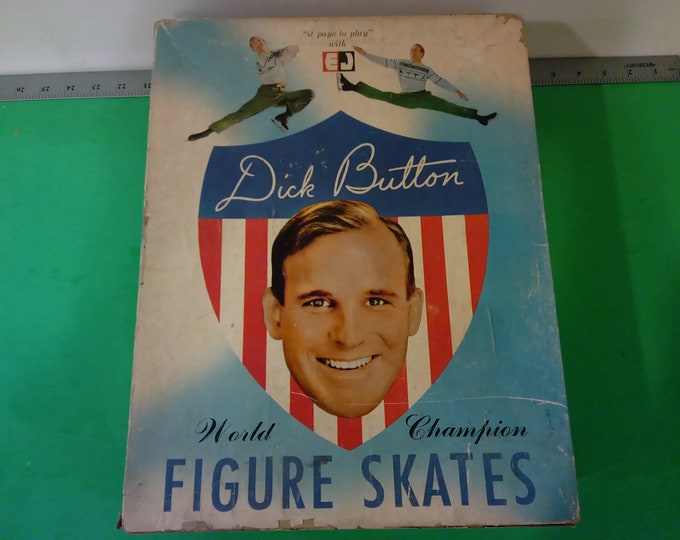 "it pays to play"
with
EJ
Dick Button
World Champion
FIGURE SKATES